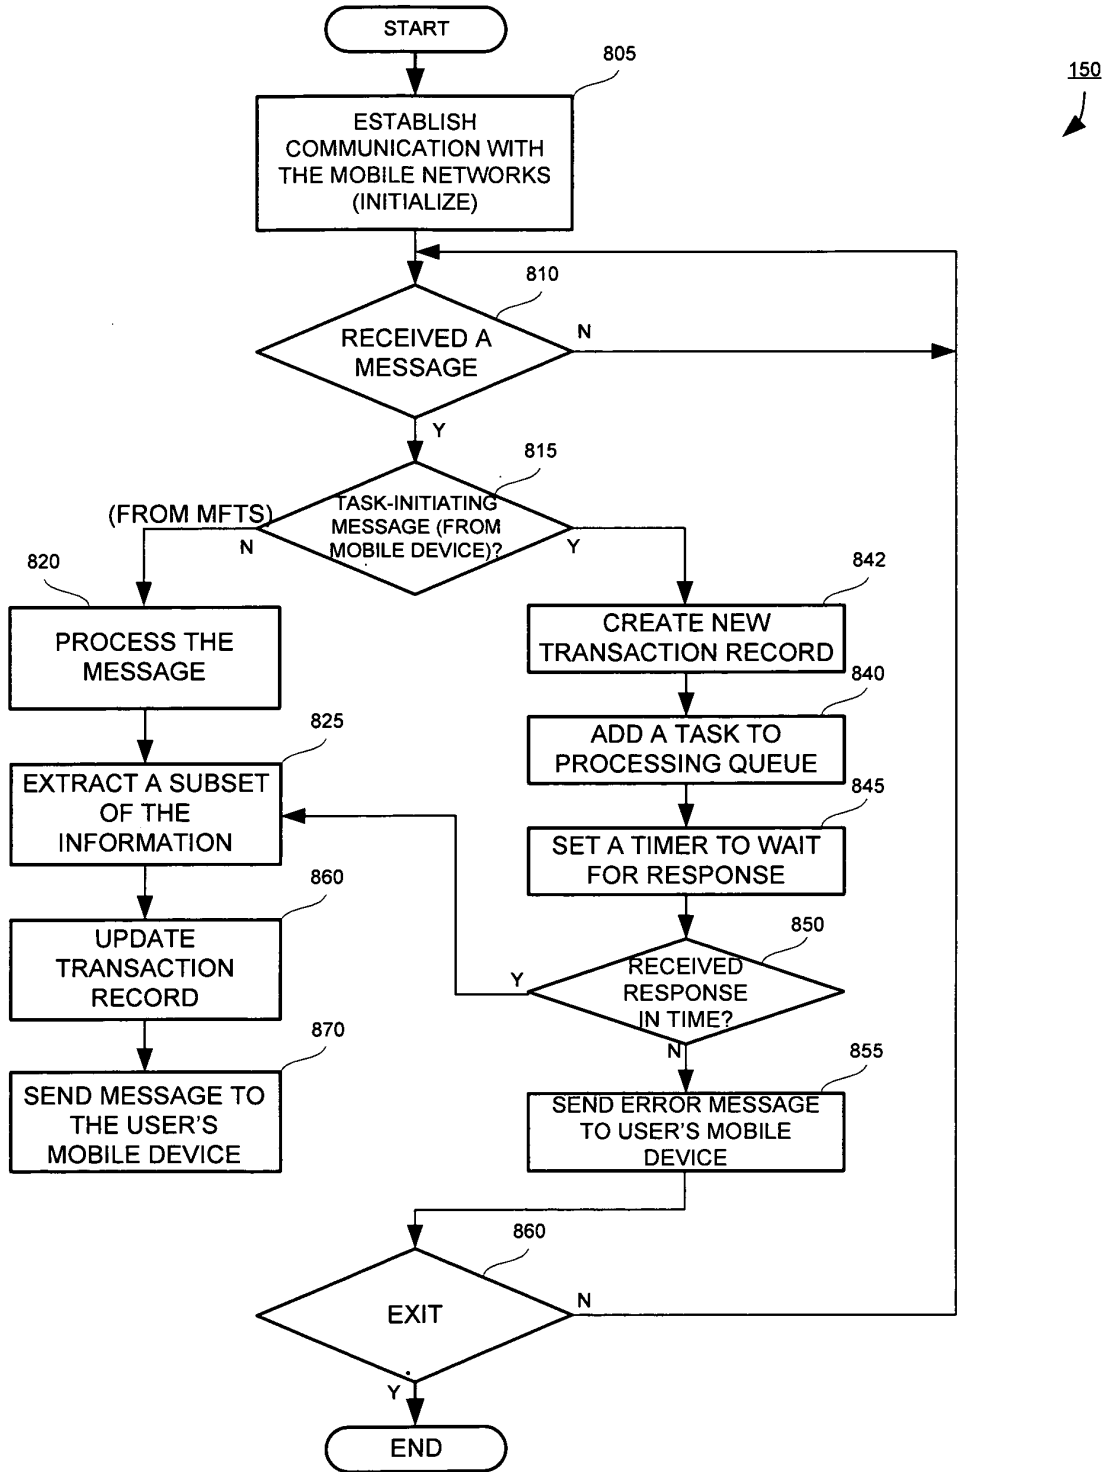 START
805
150
ESTABLISH
COMMUNICATION WITH
THE MOBILE NETWORKS
(INITIALIZE)
810
RECEIVED A
MESSAGE
N
Y
815
(FROM MFTS)
TASK-INITIATING
MESSAGE (FROM
MOBILE DEVICE)?
N
Y
820
PROCESS THE
MESSAGE
842
CREATE NEW
TRANSACTION RECORD
840
ADD A TASK TO
PROCESSING QUEUE
825
EXTRACT A SUBSET
OF THE
INFORMATION
845
SET A TIMER TO WAIT
FOR RESPONSE
860
UPDATE
TRANSACTION
RECORD
850
RECEIVED
RESPONSE
IN TIME?
Y
N
870
SEND MESSAGE TO
THE USER'S
MOBILE DEVICE
855
SEND ERROR MESSAGE
TO USER'S MOBILE
DEVICE
860
EXIT
N
Y
END